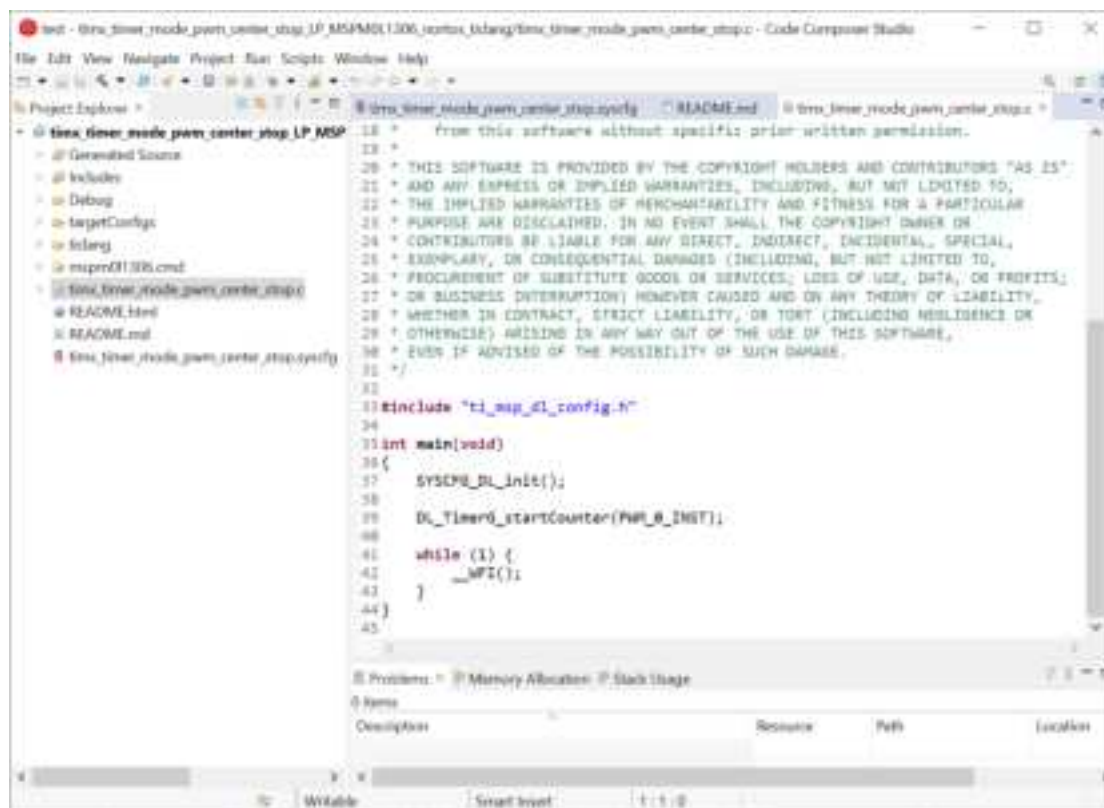 test - timx_timer_mode_pwm_center_stop_LP_MSPM0L1306_nortos_ticlang/timx_timer_mode_pwm_center_stop.c - Code Composer Studio
File Edit View Navigate Project Run Scripts Window Help
Project Explorer
timx_timer_mode_pwm_center_stop_LP_MSP
Generated Source
Includes
Debug
targetConfigs
ticlang
mspm0l1306.cmd
timx_timer_mode_pwm_center_stop.c
README.html
README.md
timx_timer_mode_pwm_center_stop.syscfg
timx_timer_mode_pwm_center_stop.syscfg README.md timx_timer_mode_pwm_center_stop.c
18 * from this software without specific prior written permission.
19 *
20 * THIS SOFTWARE IS PROVIDED BY THE COPYRIGHT HOLDERS AND CONTRIBUTORS "AS IS"
21 * AND ANY EXPRESS OR IMPLIED WARRANTIES, INCLUDING, BUT NOT LIMITED TO,
22 * THE IMPLIED WARRANTIES OF MERCHANTABILITY AND FITNESS FOR A PARTICULAR
23 * PURPOSE ARE DISCLAIMED. IN NO EVENT SHALL THE COPYRIGHT OWNER OR
24 * CONTRIBUTORS BE LIABLE FOR ANY DIRECT, INDIRECT, INCIDENTAL, SPECIAL,
25 * EXEMPLARY, OR CONSEQUENTIAL DAMAGES (INCLUDING, BUT NOT LIMITED TO,
26 * PROCUREMENT OF SUBSTITUTE GOODS OR SERVICES; LOSS OF USE, DATA, OR PROFITS;
27 * OR BUSINESS INTERRUPTION) HOWEVER CAUSED AND ON ANY THEORY OF LIABILITY,
28 * WHETHER IN CONTRACT, STRICT LIABILITY, OR TORT (INCLUDING NEGLIGENCE OR
29 * OTHERWISE) ARISING IN ANY WAY OUT OF THE USE OF THIS SOFTWARE,
30 * EVEN IF ADVISED OF THE POSSIBILITY OF SUCH DAMAGE.
31 */
32
33 #include "ti_msp_dl_config.h"
34
35 int main(void)
36 {
37 SYSCFG_DL_init();
38
39 DL_TimerG_startCounter(PWM_0_INST);
40
41 while (1) {
42 __WFI();
43 }
44 }
45
Problems Memory Allocation Stack Usage
0 items
Description Resource Path Location
Writable Smart Insert 1 : 1 : 0